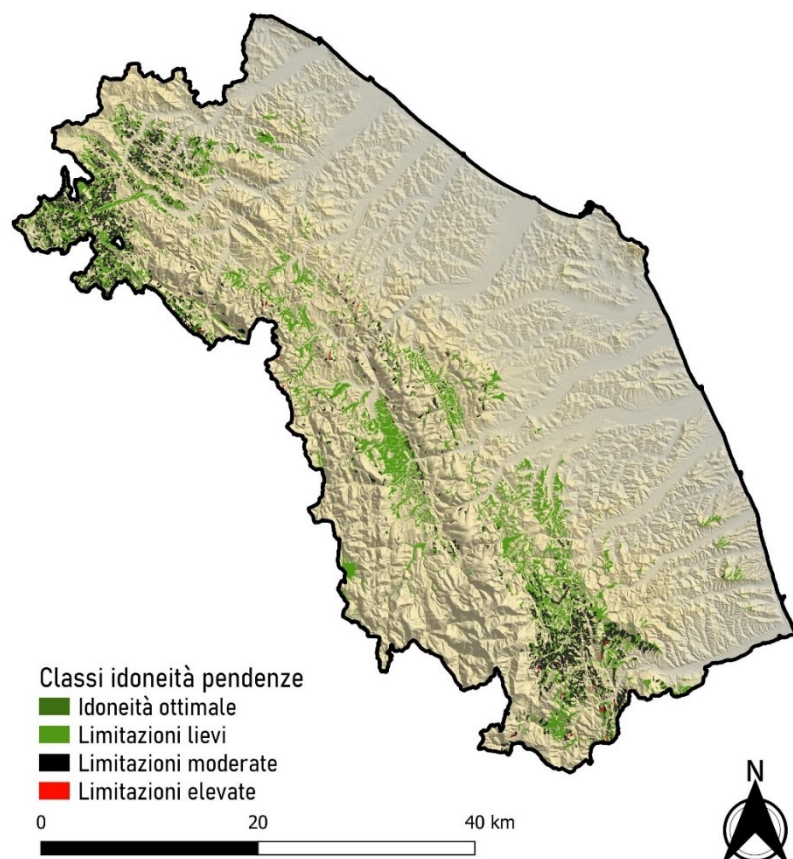 Classi idoneità pendenze
Idoneità ottimale
Limitazioni lievi
Limitazioni moderate
Limitazioni elevate
0 20 40 km
N